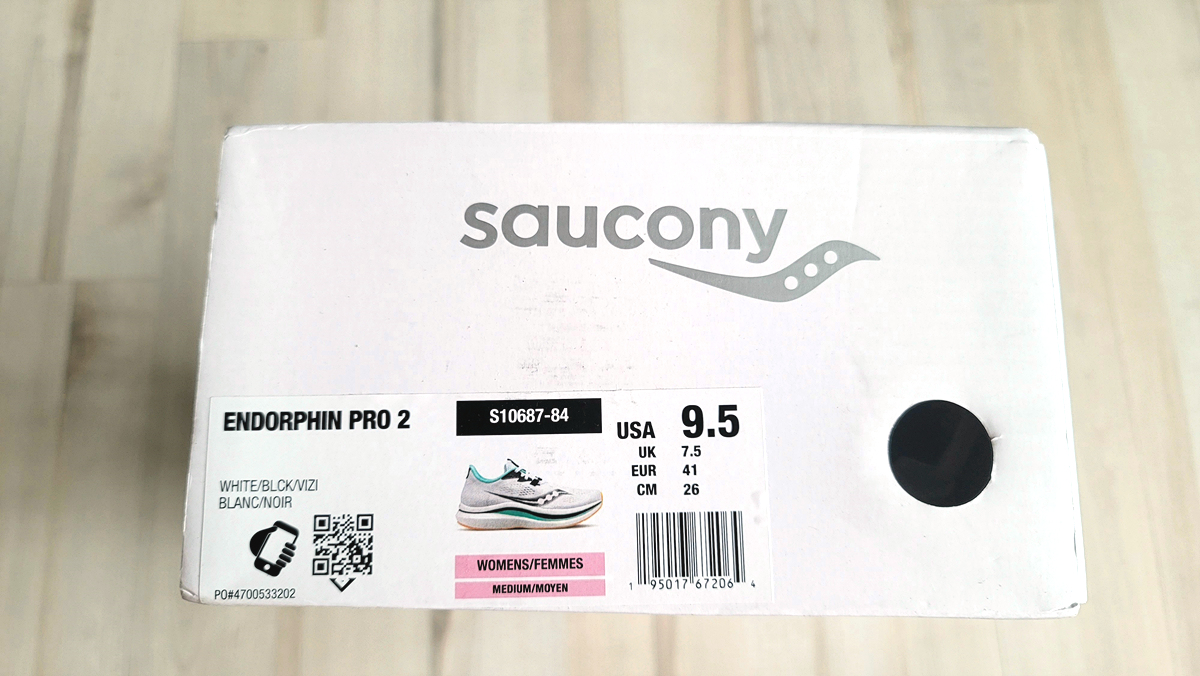 saucony
ENDORPHIN PRO 2
WHITE/BLCK/VIZI
BLANC/NOIR
PO#4700533202
S10687-84
WOMENS/FEMMES
MEDIUM/MOYEN
USA 9.5
UK 7.5
EUR 41
CM 26
1 95017 67206 4